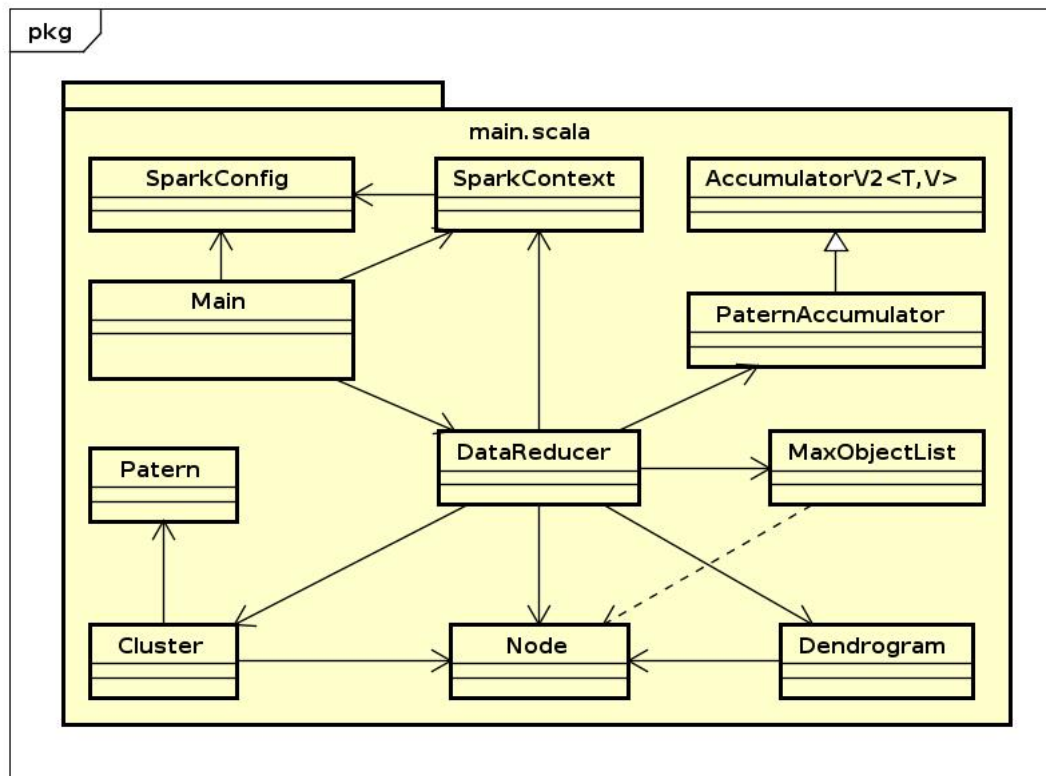 pkg
main.scala
SparkConfig
SparkContext
AccumulatorV2<T,V>
Main
PaternAccumulator
Patern
DataReducer
MaxObjectList
Cluster
Node
Dendrogram